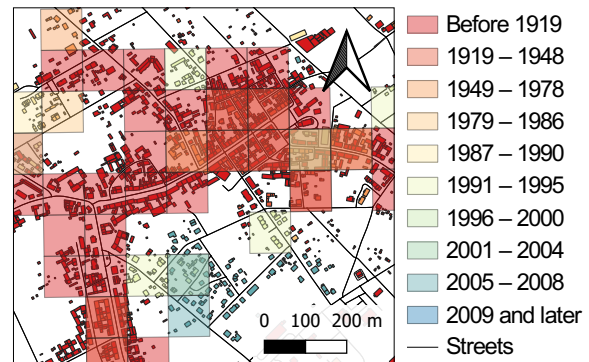 Before 1919
1919 – 1948
1949 – 1978
1979 – 1986
1987 – 1990
1991 – 1995
1996 – 2000
2001 – 2004
2005 – 2008
2009 and later
Streets
0 100 200 m